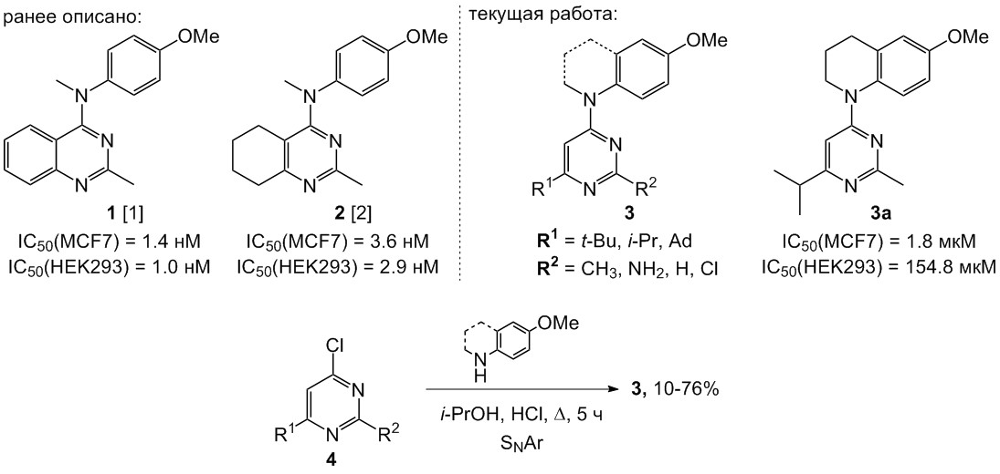 ранее описано:
текущая работа:
OMe
N
N
N
1 [1]
IC50(MCF7) = 1.4 нМ
IC50(HEK293) = 1.0 нМ
OMe
N
N
N
2 [2]
IC50(MCF7) = 3.6 нМ
IC50(HEK293) = 2.9 нМ
OMe
N
N
R1
N
R2
3
R1 = t-Bu, i-Pr, Ad
R2 = CH3, NH2, H, Cl
OMe
N
N
N
3a
IC50(MCF7) = 1.8 мкМ
IC50(HEK293) = 154.8 мкМ
Cl
N
R1
N
R2
4
OMe
N
H
i-PrOH, HCl, Δ, 5 ч
SNAr
3, 10-76%